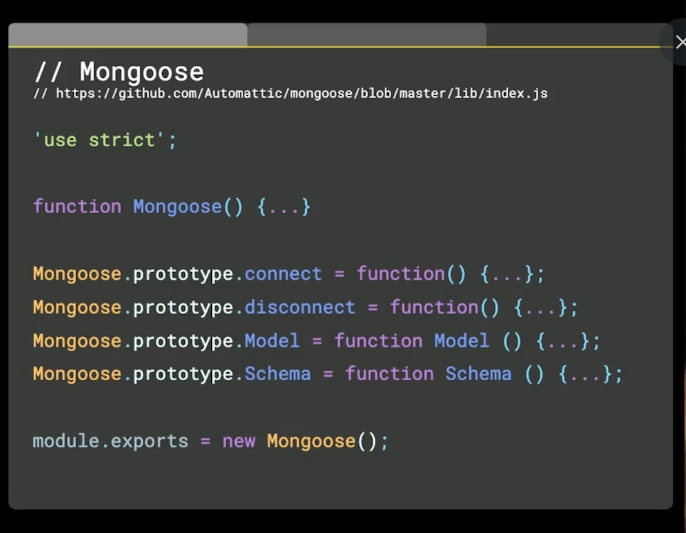 // Mongoose
// https://github.com/Automattic/mongoose/blob/master/lib/index.js
'use strict';
function Mongoose() {...}
Mongoose.prototype.connect = function() {...};
Mongoose.prototype.disconnect = function() {...};
Mongoose.prototype.Model = function Model () {...};
Mongoose.prototype.Schema = function Schema () {...};
module.exports = new Mongoose();